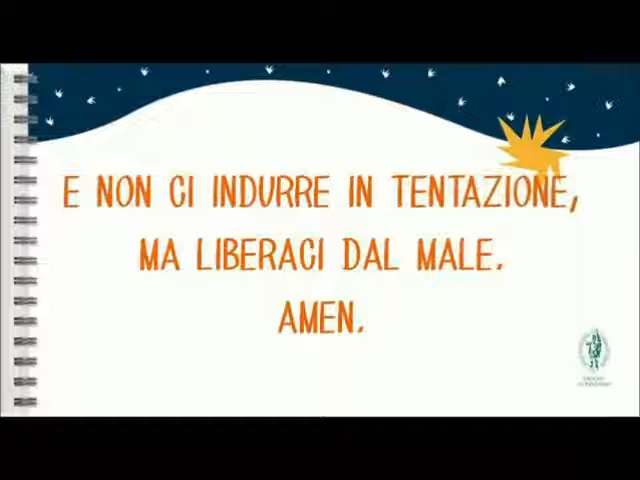 E NON CI INDURRE IN TENTAZIONE,
MA LIBERACI DAL MALE.
AMEN.